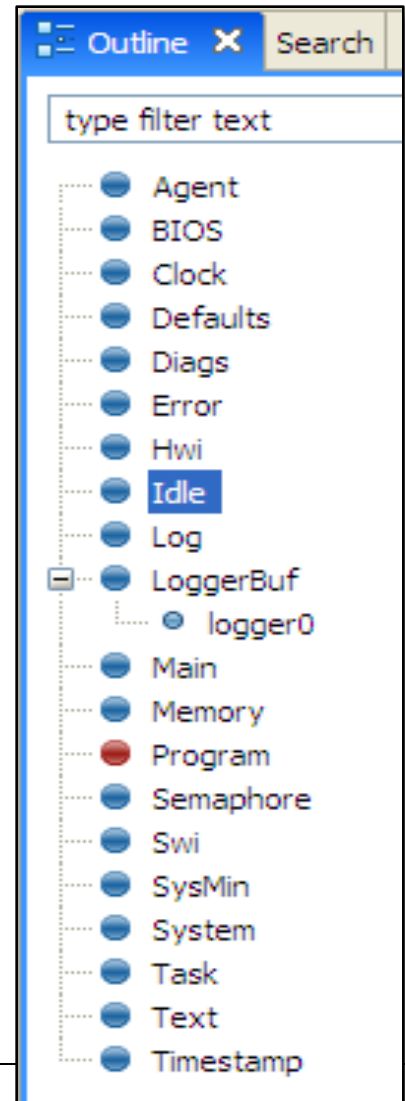 Outline Search
type filter text
Agent
BIOS
Clock
Defaults
Diags
Error
Hwi
Idle
Log
LoggerBuf
logger0
Main
Memory
Program
Semaphore
Swi
SysMin
System
Task
Text
Timestamp